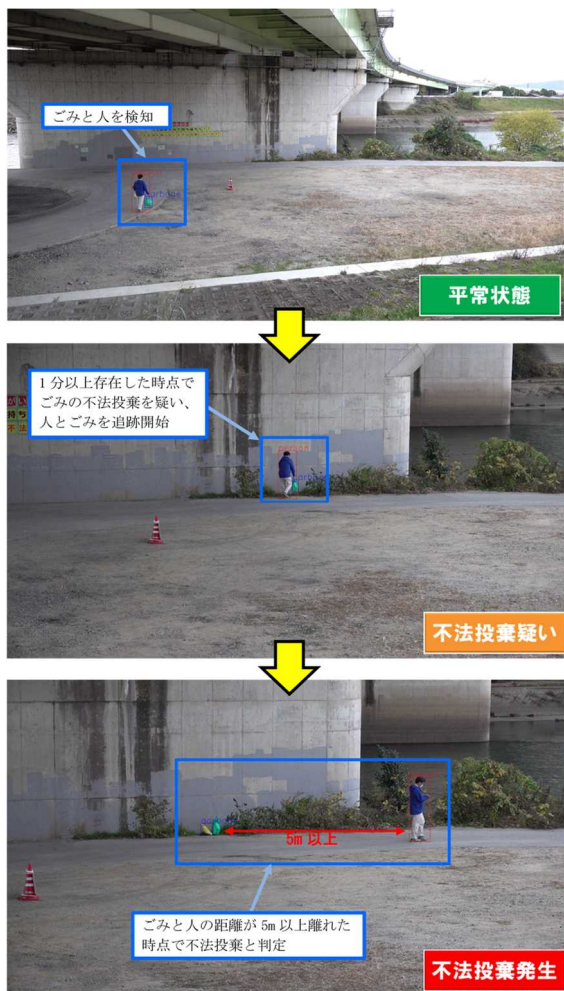 ごみと人を検知
garbage
平常状態
1分以上存在した時点で
ごみの不法投棄を疑い、
人とごみを追跡開始
不法投棄疑い
5m 以上
ごみと人の距離が 5m 以上離れた
時点で不法投棄と判定
不法投棄発生